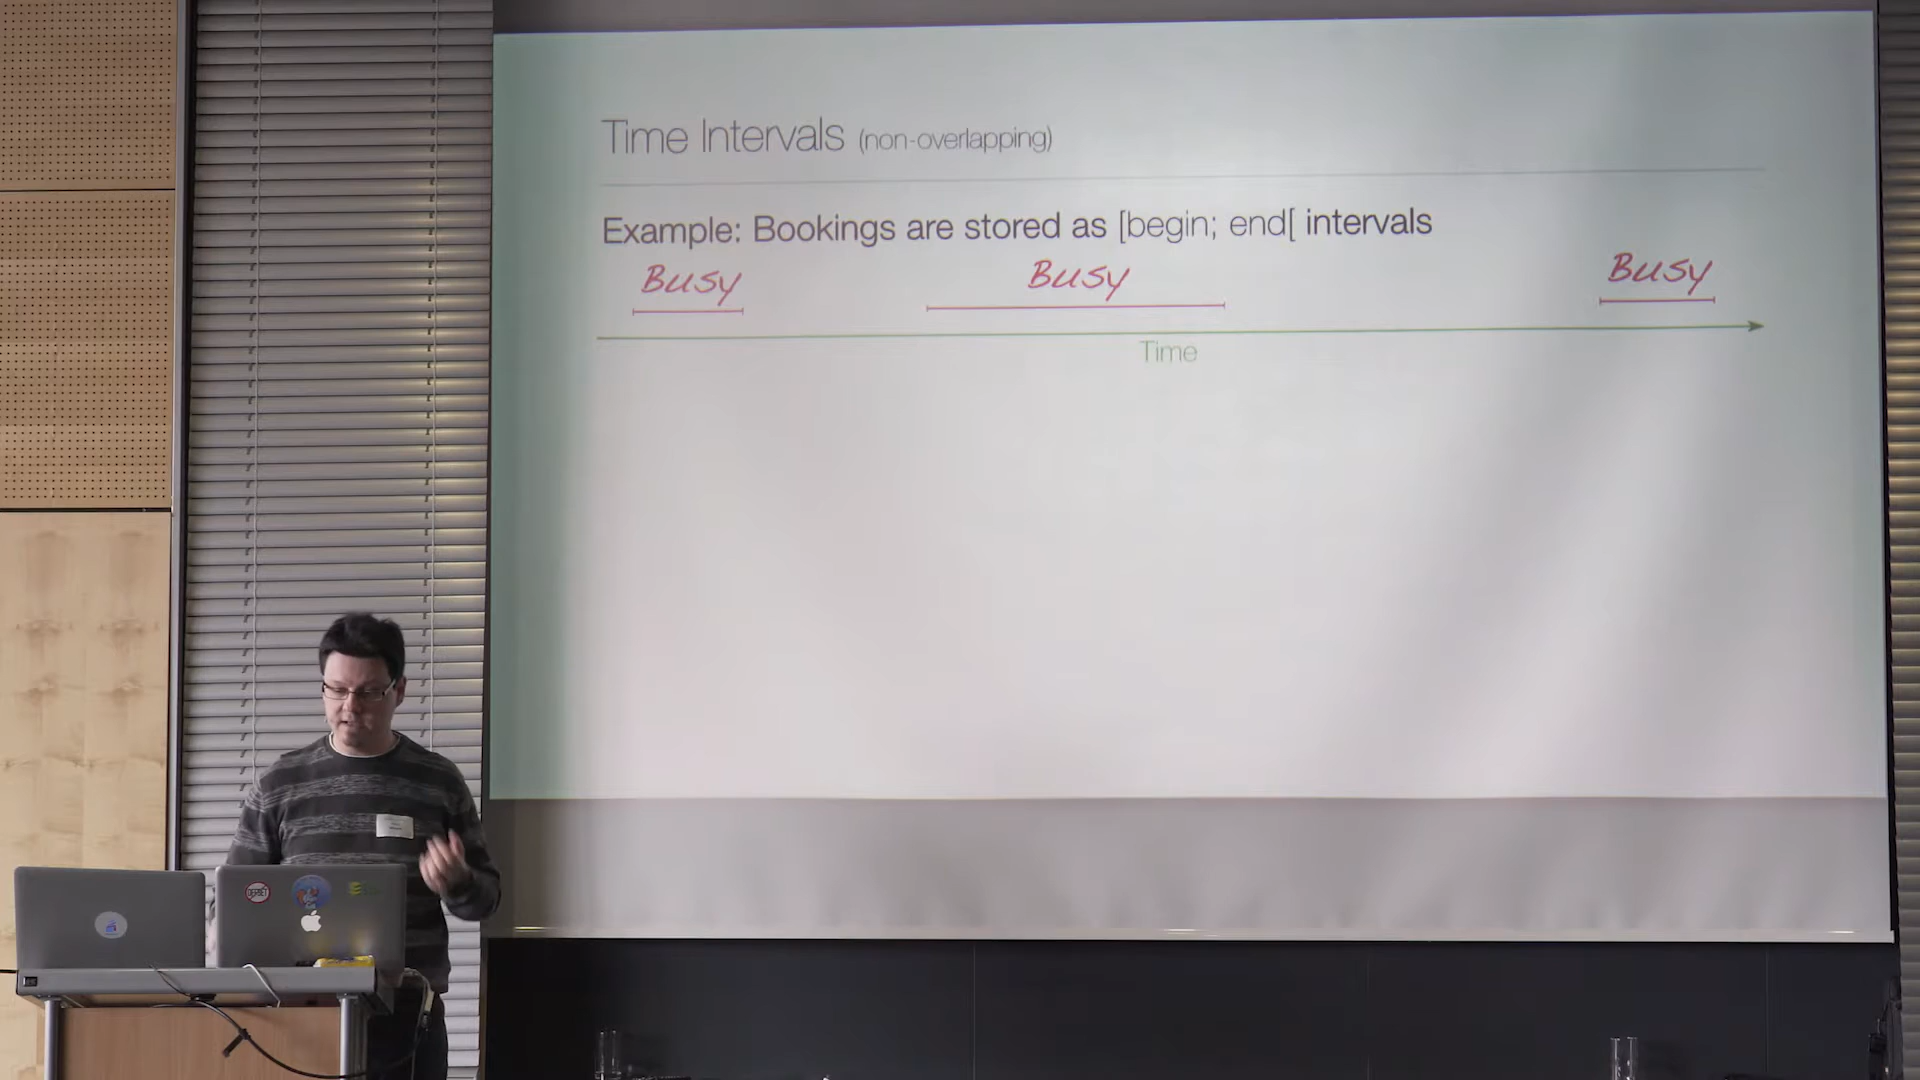 Time Intervals (non-overlapping)
Example: Bookings are stored as [begin; end[ intervals
Busy Busy Busy
Time